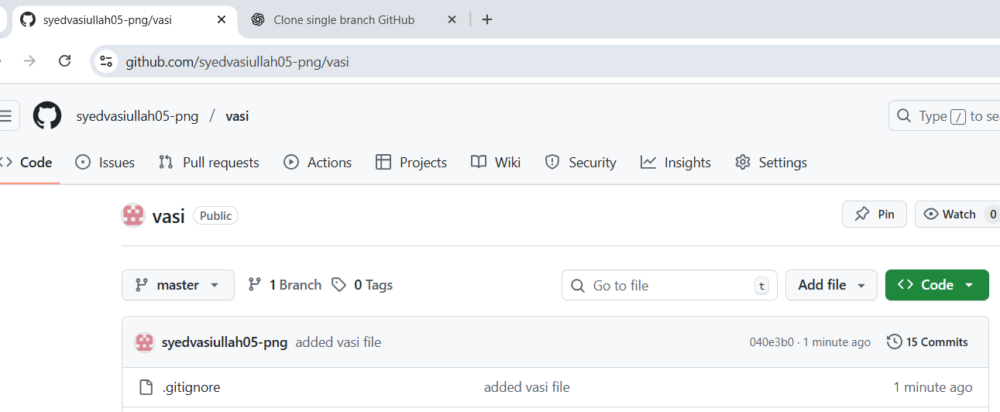 syedvasiullah05-png/vasi
Clone single branch GitHub
github.com/syedvasiullah05-png/vasi
syedvasiullah05-png / vasi
Type / to se
Code Issues Pull requests Actions Projects Wiki Security Insights Settings
vasi Public
Pin Watch 0
master 1 Branch 0 Tags Go to file t Add file Code
syedvasiullah05-png added vasi file 040e3b0 · 1 minute ago 15 Commits
.gitignore added vasi file 1 minute ago